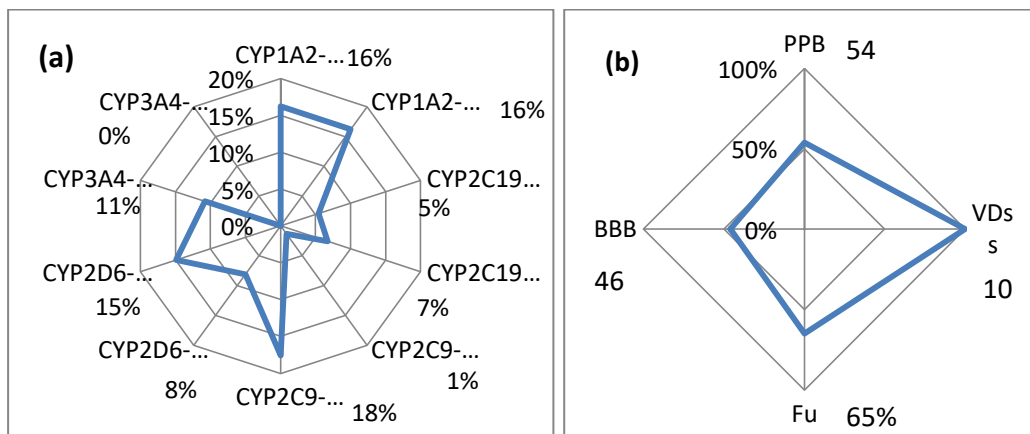 (a)
CYP1A2-... 16%
CYP1A2-...
16%
CYP2C19...
5%
CYP2C19...
7%
CYP2C9-...
1%
CYP2C9-...
18%
CYP2D6-...
8%
CYP2D6-...
15%
CYP3A4-...
11%
CYP3A4-...
0%
20%
15%
10%
5%
0%
(b)
PPB 54
100%
50%
0%
VDs
s
10
Fu 65%
BBB
46